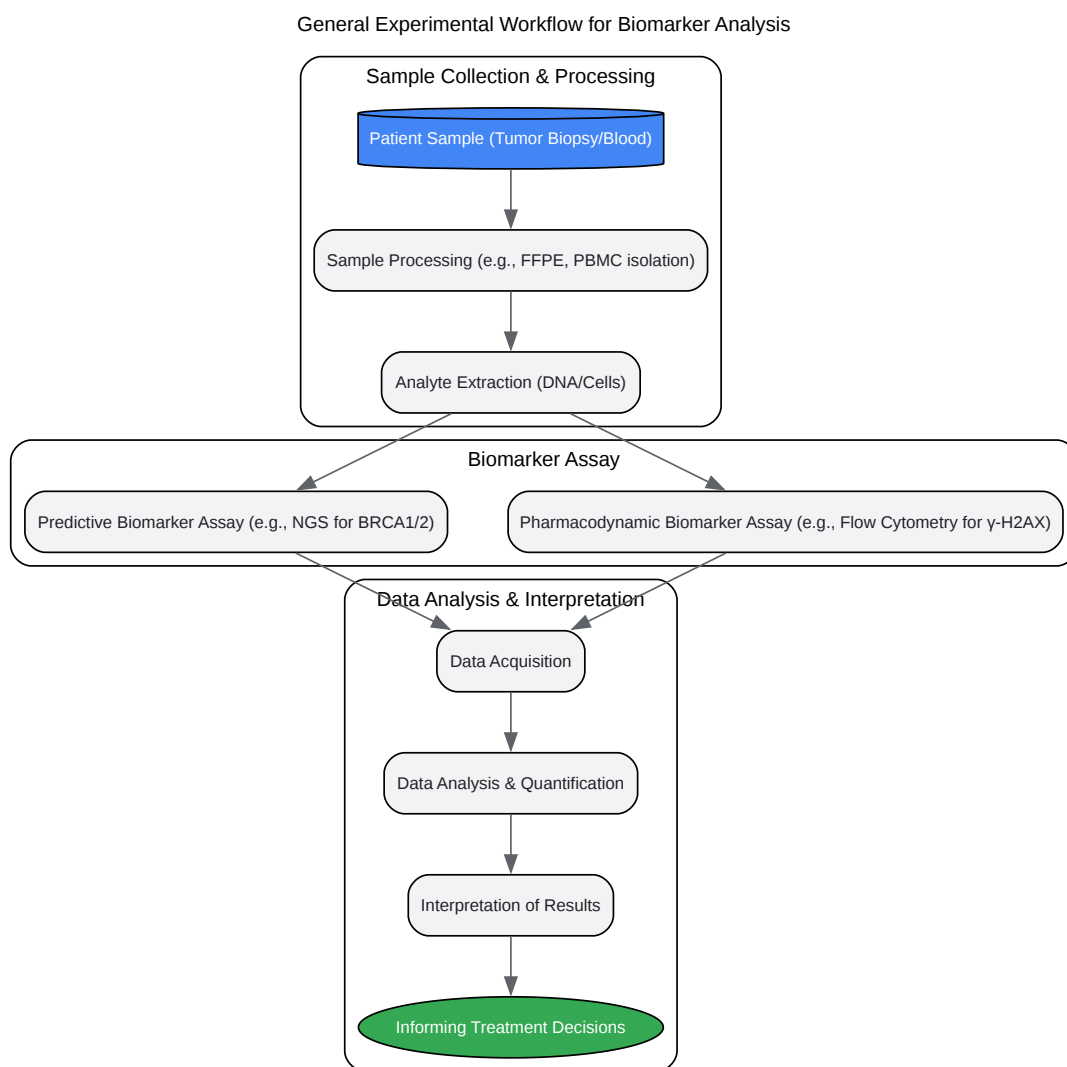 General Experimental Workflow for Biomarker Analysis
Sample Collection & Processing
Patient Sample (Tumor Biopsy/Blood)
Sample Processing (e.g., FFPE, PBMC isolation)
Analyte Extraction (DNA/Cells)
Biomarker Assay
Predictive Biomarker Assay (e.g., NGS for BRCA1/2)
Pharmacodynamic Biomarker Assay (e.g., Flow Cytometry for γ-H2AX)
Data Analysis & Interpretation
Data Acquisition
Data Analysis & Quantification
Interpretation of Results
Informing Treatment Decisions